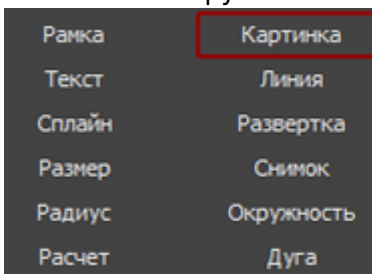 Рамка Картинка
Текст Линия
Сплайн Развертка
Размер Снимок
Радиус Окружность
Расчет Дуга